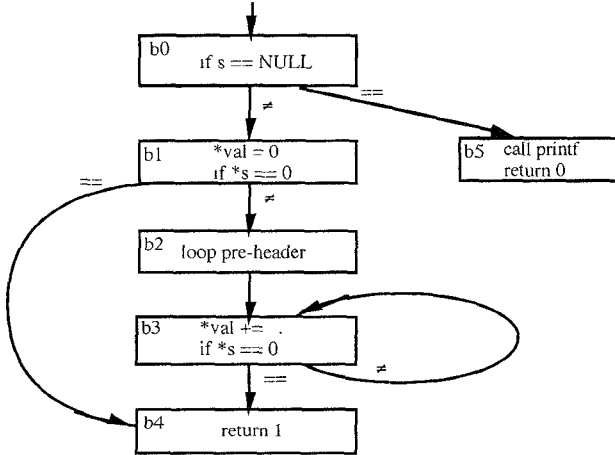 b0
if s == NULL
==
≠
b1
*val = 0
if *s == 0
b5
call printf
return 0
==
≠
b2
loop pre-header
b3
*val += .
if *s == 0
≠
==
b4
return 1